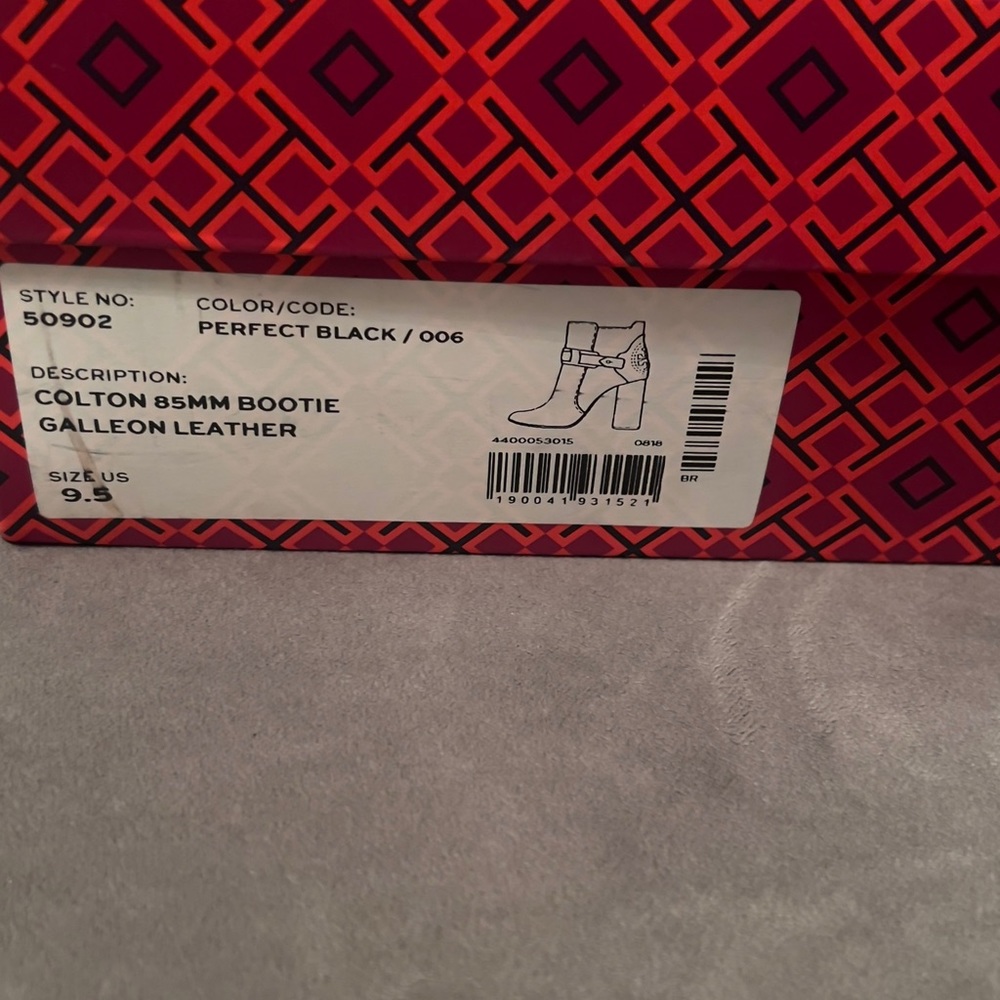 STYLE NO:
50902
COLOR/CODE:
PERFECT BLACK / 006
DESCRIPTION:
COLTON 85MM BOOTIE
GALLEON LEATHER
SIZE US
9.5
4400053015 0818
190041931521
BR